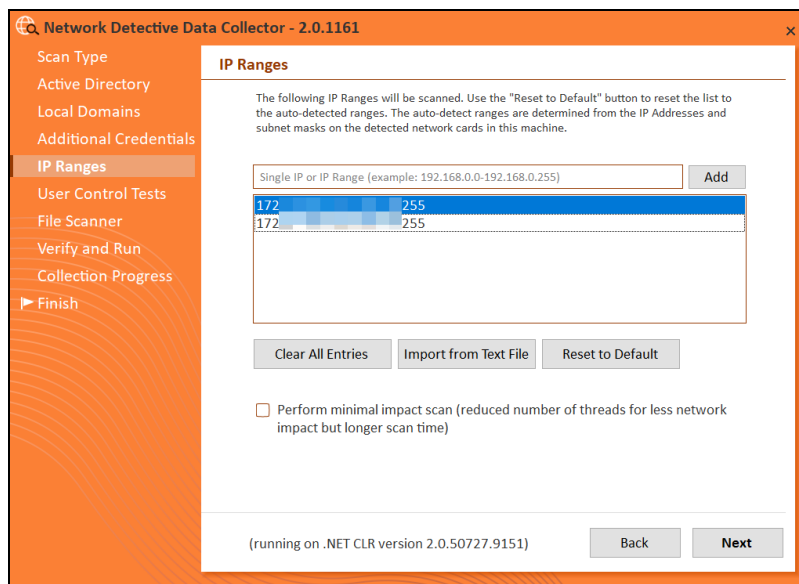 Network Detective Data Collector - 2.0.1161
Scan Type
Active Directory
Local Domains
Additional Credentials
IP Ranges
User Control Tests
File Scanner
Verify and Run
Collection Progress
Finish
IP Ranges
The following IP Ranges will be scanned. Use the "Reset to Default" button to reset the list to
the auto-detected ranges. The auto-detect ranges are determined from the IP Addresses and
subnet masks on the detected network cards in this machine.
Single IP or IP Range (example: 192.168.0.0-192.168.0.255)
Add
172 255
172 255
Clear All Entries
Import from Text File
Reset to Default
Perform minimal impact scan (reduced number of threads for less network
impact but longer scan time)
(running on .NET CLR version 2.0.50727.9151)
Back
Next